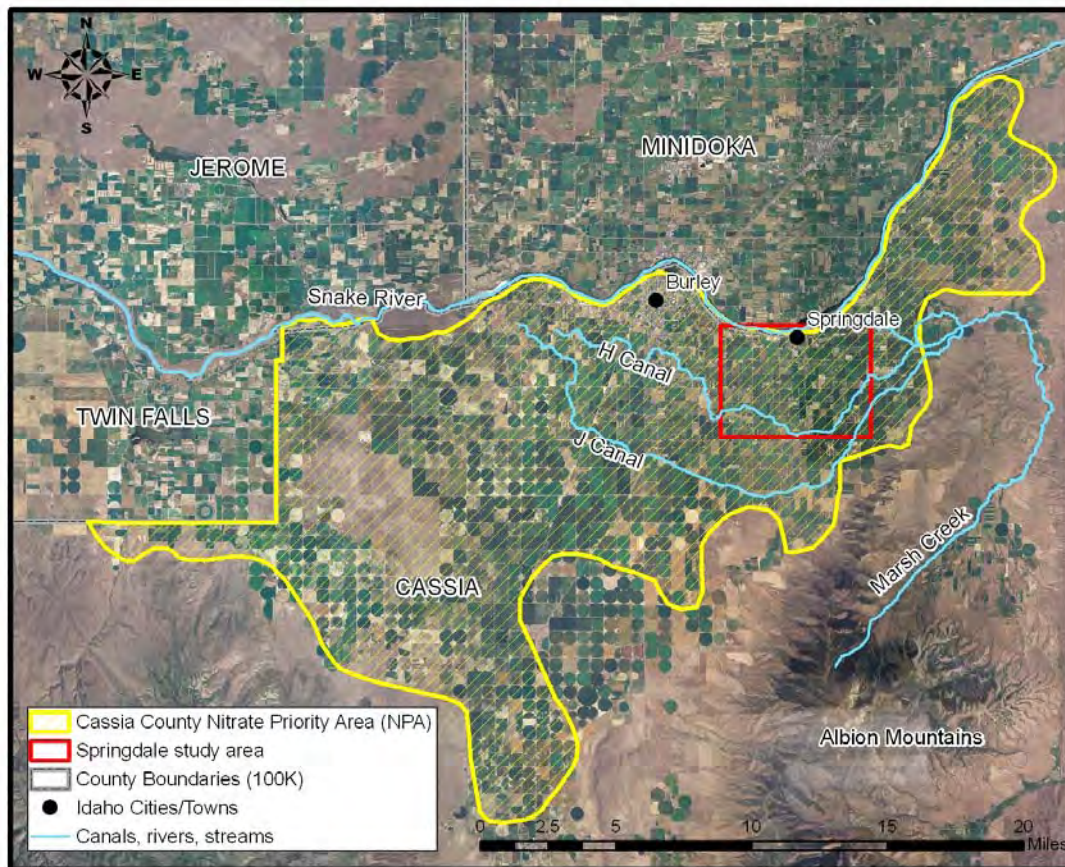 N
W E
S
JEROME
MINIDOKA
Snake River
Burley
Springdale
H Canal
TWIN FALLS
J Canal
Marsh Creek
CASSIA
Albion Mountains
Cassia County Nitrate Priority Area (NPA)
Springdale study area
County Boundaries (100K)
Idaho Cities/Towns
Canals, rivers, streams
0 2.5 5 10 15 20
Miles